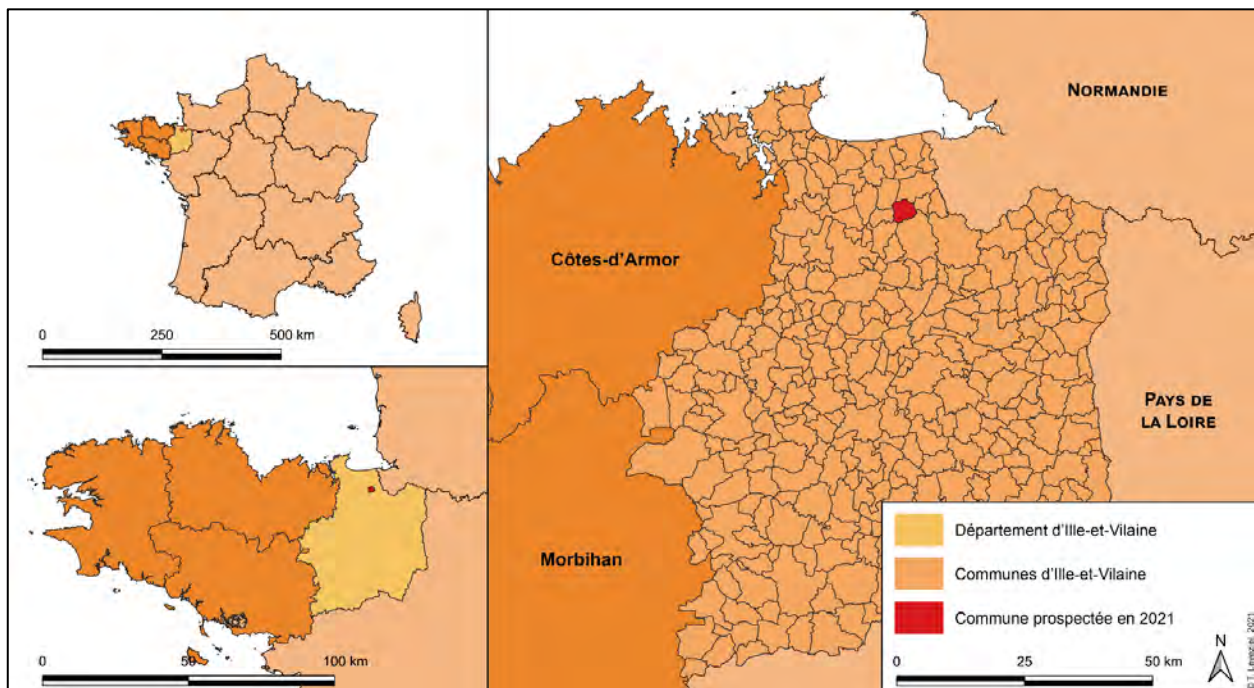 0
250
500 km
0
50
100 km
NORMANDIE
Côtes-d'Armor
PAYS DE
LA LOIRE
Morbihan
Département d'Ille-et-Vilaine
Communes d'Ille-et-Vilaine
Commune prospectée en 2021
N
0
25
50 km
2021